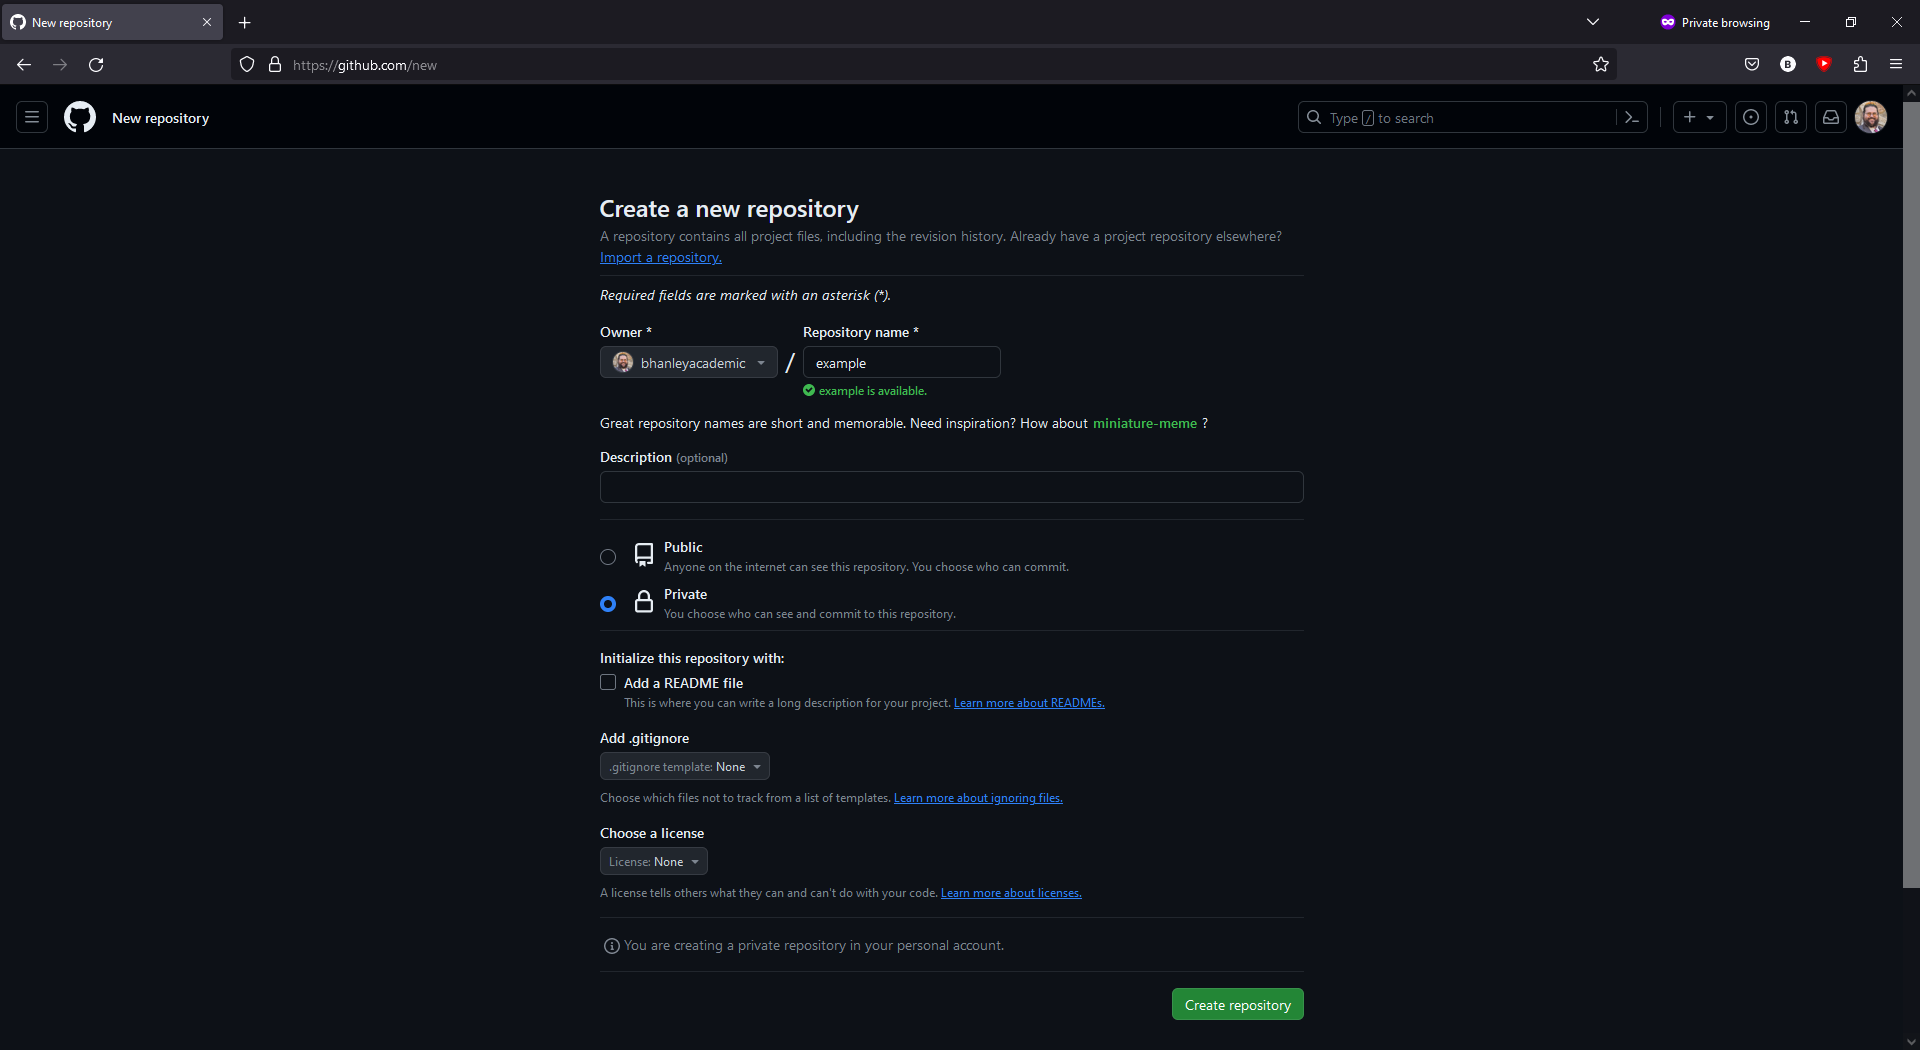 New repository
Private browsing
https://github.com/new
New repository
Type / to search
Create a new repository
A repository contains all project files, including the revision history. Already have a project repository elsewhere?
Import a repository.
Required fields are marked with an asterisk (*).
Owner *
Repository name *
bhanleyacademic
/
example
example is available.
Great repository names are short and memorable. Need inspiration? How about miniature-meme ?
Description (optional)
Public
Anyone on the internet can see this repository. You choose who can commit.
Private
You choose who can see and commit to this repository.
Initialize this repository with:
Add a README file
This is where you can write a long description for your project. Learn more about READMEs.
Add .gitignore
.gitignore template: None
Choose which files not to track from a list of templates. Learn more about ignoring files.
Choose a license
License: None
A license tells others what they can and can't do with your code. Learn more about licenses.
You are creating a private repository in your personal account.
Create repository